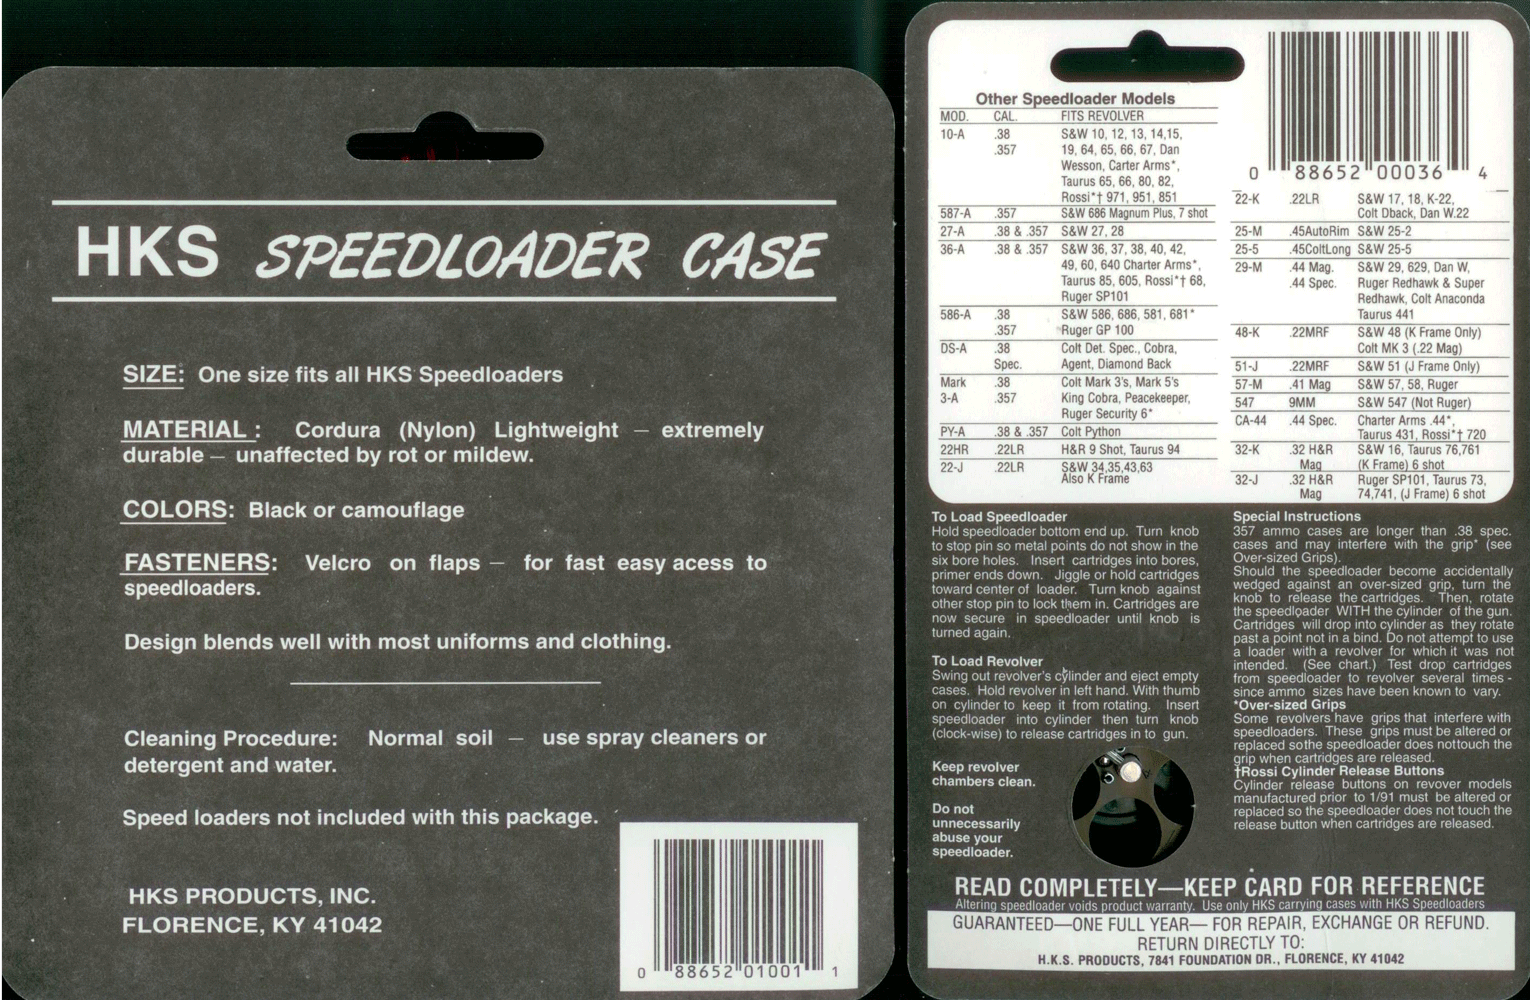 HKS SPEEDLOADER CASE
SIZE: One size fits all HKS Speedloaders
MATERIAL : Cordura (Nylon) Lightweight — extremely
durable — unaffected by rot or mildew.
COLORS: Black or camouflage
FASTENERS: Velcro on flaps — for fast easy acess to
speedloaders.
Design blends well with most uniforms and clothing.
Cleaning Procedure: Normal soil — use spray cleaners or
detergent and water.
Speed loaders not included with this package.
HKS PRODUCTS, INC.
FLORENCE, KY 41042
0 88652 01001 1
Other Speedloader Models
MOD. CAL. FITS REVOLVER
10-A .38 S&W 10, 12, 13, 14,15,
.357 19, 64, 65, 66, 67, Dan
Wesson, Carter Arms*,
Taurus 65, 66, 80, 82,
Rossi*† 971, 951, 851
587-A .357 S&W 686 Magnum Plus, 7 shot
27-A .38 & .357 S&W 27, 28
36-A .38 & .357 S&W 36, 37, 38, 40, 42,
49, 60, 640 Charter Arms*,
Taurus 85, 605, Rossi*† 68,
Ruger SP101
586-A .38 S&W 586, 686, 581, 681*
.357 Ruger GP 100
DS-A .38 Colt Det. Spec., Cobra,
Spec. Agent, Diamond Back
Mark .38 Colt Mark 3's, Mark 5's
3-A .357 King Cobra, Peacekeeper,
Ruger Security 6*
PY-A .38 & .357 Colt Python
22HR .22LR H&R 9 Shot, Taurus 94
22-J .22LR S&W 34,35,43,63
Also K Frame
0 88652 00036 4
22-K .22LR S&W 17, 18, K-22,
Colt Dback, Dan W.22
25-M .45AutoRim S&W 25-2
25-5 .45ColtLong S&W 25-5
29-M .44 Mag. S&W 29, 629, Dan W,
.44 Spec. Ruger Redhawk & Super
Redhawk, Colt Anaconda
Taurus 441
48-K .22MRF S&W 48 (K Frame Only)
Colt MK 3 (.22 Mag)
51-J .22MRF S&W 51 (J Frame Only)
57-M .41 Mag S&W 57, 58, Ruger
547 9MM S&W 547 (Not Ruger)
CA-44 .44 Spec. Charter Arms .44*,
Taurus 431, Rossi*† 720
32-K .32 H&R S&W 16, Taurus 76,761
Mag (K Frame) 6 shot
32-J .32 H&R Ruger SP101, Taurus 73,
Mag 74,741, (J Frame) 6 shot
To Load Speedloader
Hold speedloader bottom end up. Turn knob
to stop pin so metal points do not show in the
six bore holes. Insert cartridges into bores,
primer ends down. Jiggle or hold cartridges
toward center of loader. Turn knob against
other stop pin to lock them in. Cartridges are
now secure in speedloader until knob is
turned again.
To Load Revolver
Swing out revolver's cylinder and eject empty
cases. Hold revolver in left hand. With thumb
on cylinder to keep it from rotating. Insert
speedloader into cylinder then turn knob
(clock-wise) to release cartridges in to gun.
Keep revolver
chambers clean.
Do not
unnecessarily
abuse your
speedloader.
Special Instructions
357 ammo cases are longer than .38 spec.
cases and may interfere with the grip* (see
Over-sized Grips).
Should the speedloader become accidentally
wedged against an over-sized grip, turn the
knob to release the cartridges. Then, rotate
the speedloader WITH the cylinder of the gun.
Cartridges will drop into cylinder as they rotate
past a point not in a bind. Do not attempt to use
a loader with a revolver for which it was not
intended. (See chart.) Test drop cartridges
from speedloader to revolver several times -
since ammo sizes have been known to vary.
*Over-sized Grips
Some revolvers have grips that interfere with
speedloaders. These grips must be altered or
replaced so the speedloader does not touch the
grip when cartridges are released.
†Rossi Cylinder Release Buttons
Cylinder release buttons on revover models
manufactured prior to 1/91 must be altered or
replaced so the speedloader does not touch the
release button when cartridges are released.
READ COMPLETELY—KEEP CARD FOR REFERENCE
Altering speedloader voids product warranty. Use only HKS carrying cases with HKS Speedloaders
GUARANTEED—ONE FULL YEAR— FOR REPAIR, EXCHANGE OR REFUND.
RETURN DIRECTLY TO:
H.K.S. PRODUCTS, 7841 FOUNDATION DR., FLORENCE, KY 41042